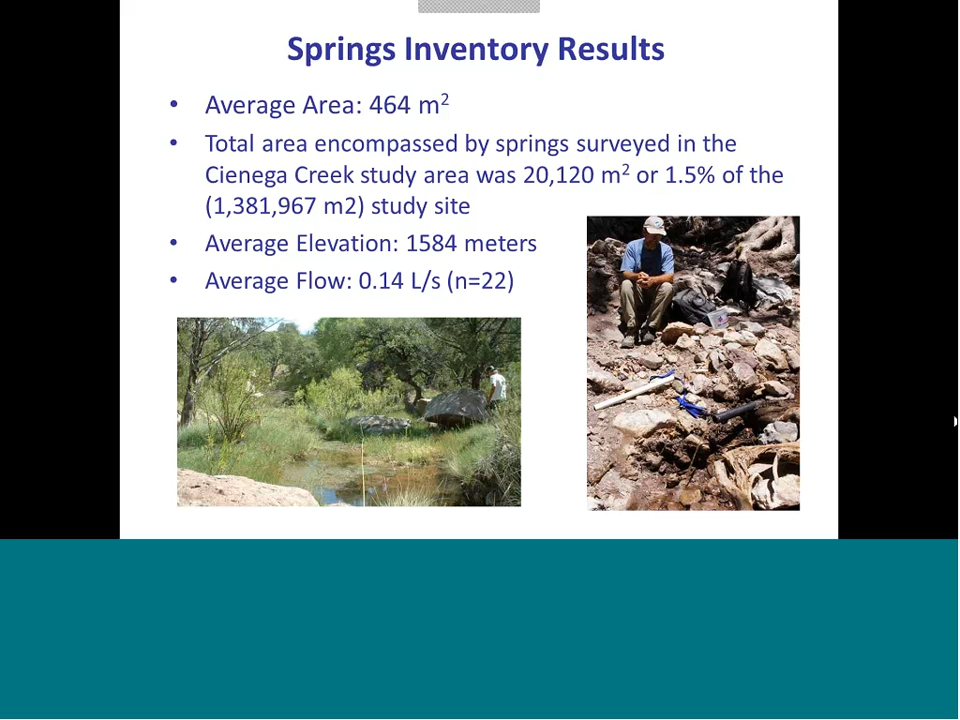 Springs Inventory Results
• Average Area: 464 m²
• Total area encompassed by springs surveyed in the
Cienega Creek study area was 20,120 m² or 1.5% of the
(1,381,967 m2) study site
• Average Elevation: 1584 meters
• Average Flow: 0.14 L/s (n=22)